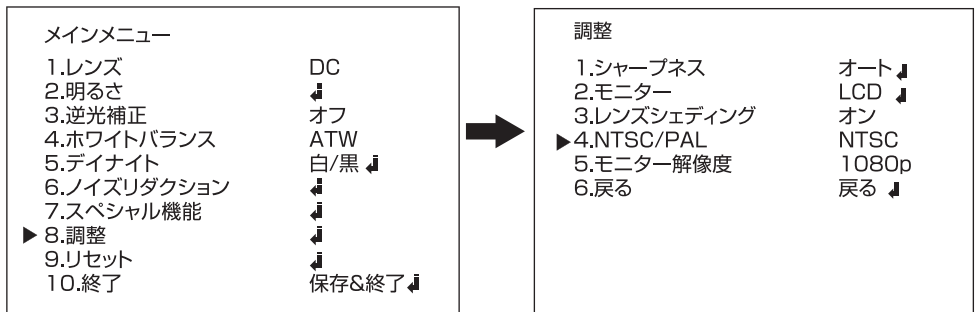 メインメニュー
1.レンズ DC
2.明るさ ↲
3.逆光補正 オフ
4.ホワイトバランス ATW
5.デイナイト 白/黒 ↲
6.ノイズリダクション ↲
7.スペシャル機能 ↲
▶ 8.調整 ↲
9.リセット ↲
10.終了 保存&終了↲
調整
1.シャープネス オート ↲
2.モニター LCD ↲
3.レンズシェディング オン
▶4.NTSC/PAL NTSC
5.モニター解像度 1080p
6.戻る 戻る ↲